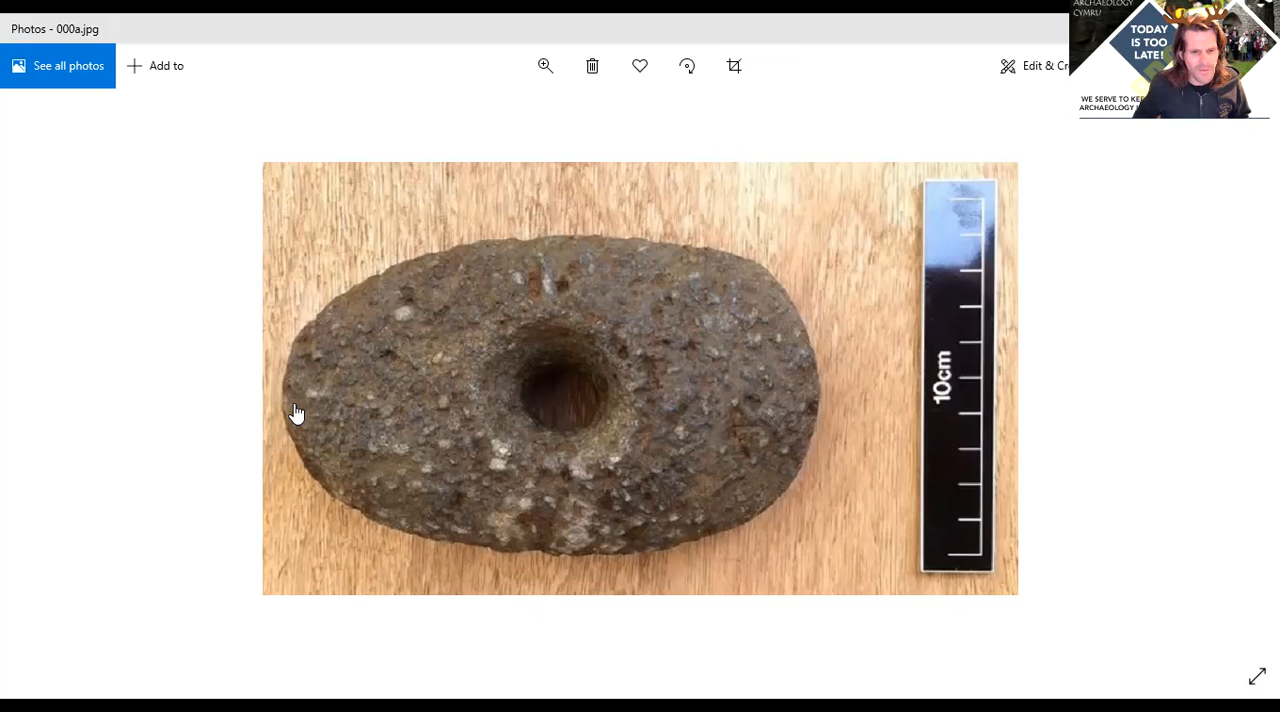 Photos - 000a.jpg
See all photos
Add to
Edit & Cr
ARCHAEOLOGY
CYMRU
TODAY
IS TOO
LATE!
WE SERVE TO KE
ARCHAEOLOGY
10cm